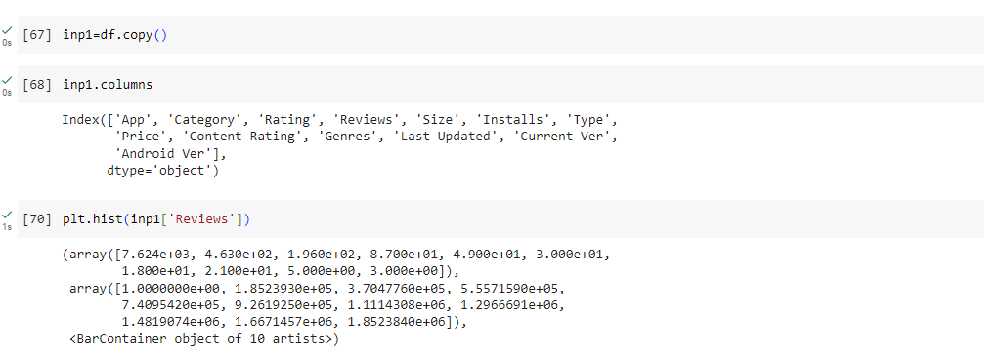 [67] inp1=df.copy()
0s
[68] inp1.columns
0s
Index(['App', 'Category', 'Rating', 'Reviews', 'Size', 'Installs', 'Type',
'Price', 'Content Rating', 'Genres', 'Last Updated', 'Current Ver',
'Android Ver'],
dtype='object')
[70] plt.hist(inp1['Reviews'])
1s
(array([7.624e+03, 4.630e+02, 1.960e+02, 8.700e+01, 4.900e+01, 3.000e+01,
1.800e+01, 2.100e+01, 5.000e+00, 3.000e+00]),
array([1.0000000e+00, 1.8523930e+05, 3.7047760e+05, 5.5571590e+05,
7.4095420e+05, 9.2619250e+05, 1.1114308e+06, 1.2966691e+06,
1.4819074e+06, 1.6671457e+06, 1.8523840e+06]),
<BarContainer object of 10 artists>)